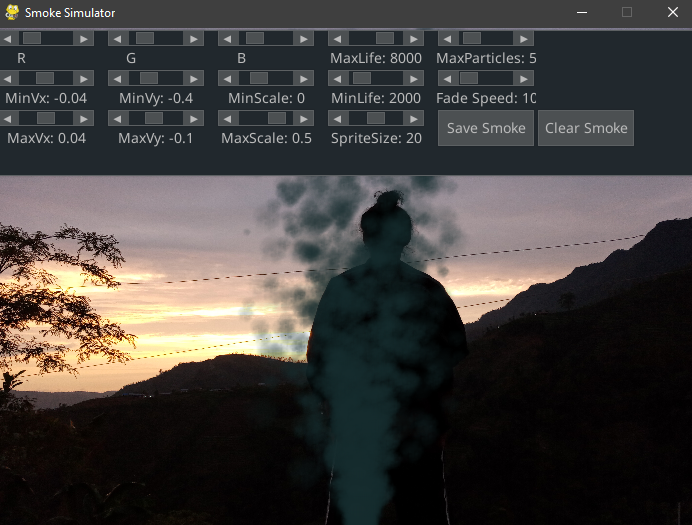 Smoke Simulator
R G B MaxLife: 8000 MaxParticles: 5
MinVx: -0.04 MinVy: -0.4 MinScale: 0 MinLife: 2000 Fade Speed: 10
MaxVx: 0.04 MaxVy: -0.1 MaxScale: 0.5 SpriteSize: 20 Save Smoke Clear Smoke